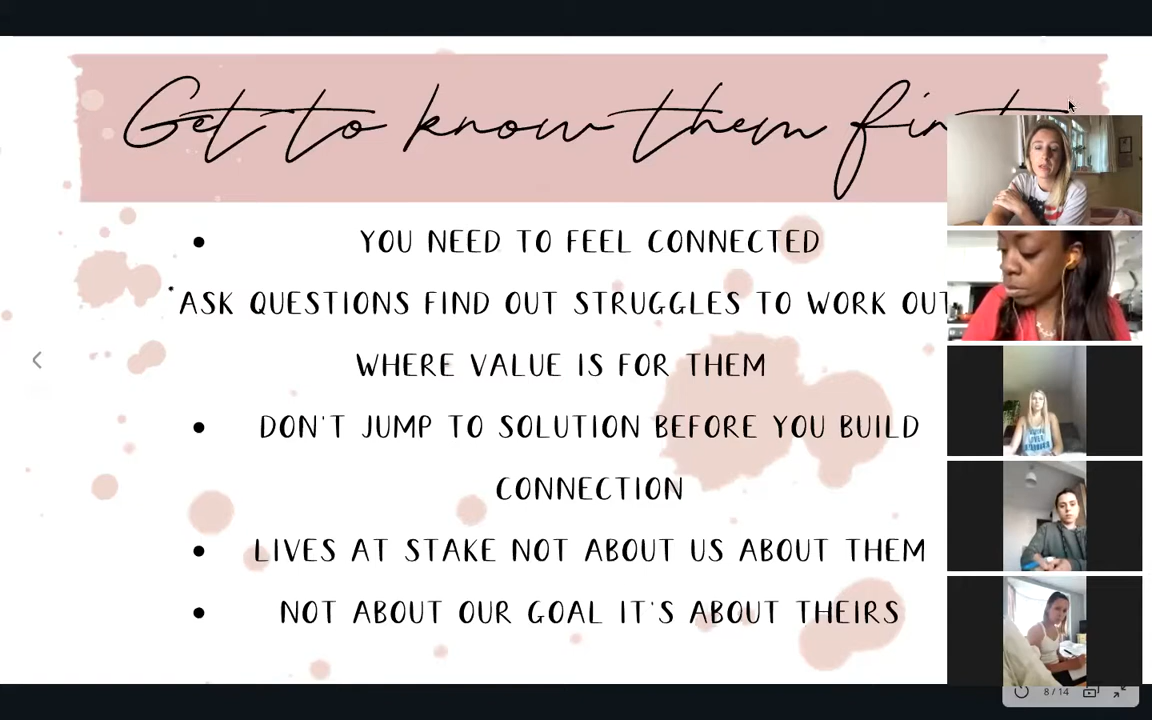 Get to know them first
YOU NEED TO FEEL CONNECTED
ASK QUESTIONS FIND OUT STRUGGLES TO WORK OUT
WHERE VALUE IS FOR THEM
DON'T JUMP TO SOLUTION BEFORE YOU BUILD
CONNECTION
LIVES AT STAKE NOT ABOUT US ABOUT THEM
NOT ABOUT OUR GOAL IT'S ABOUT THEIRS
8/14